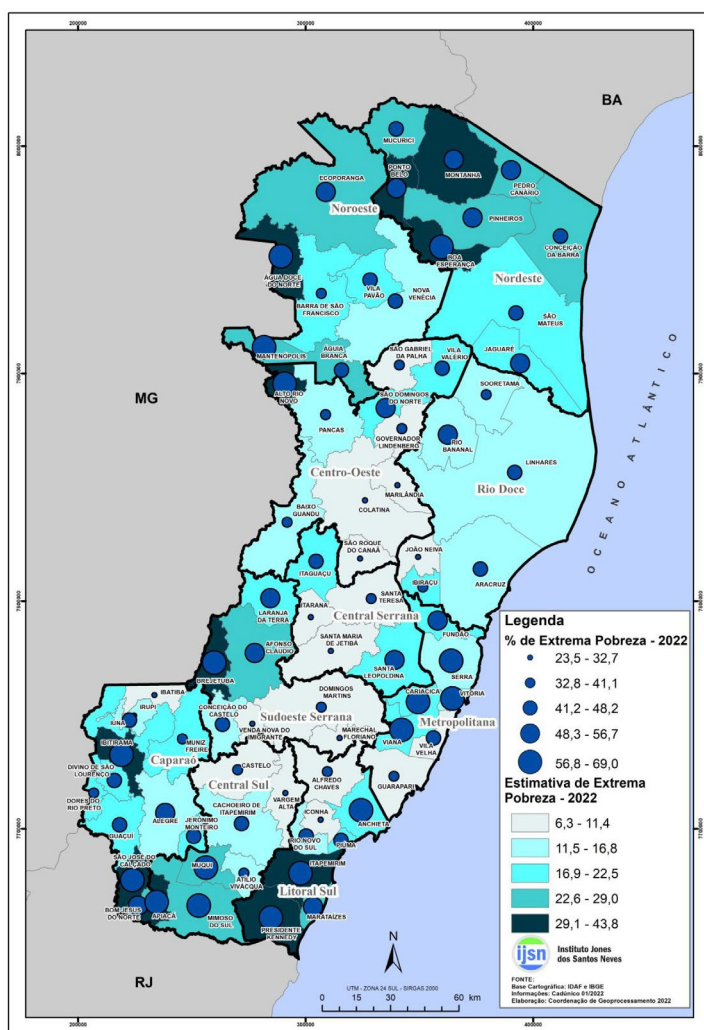 200000
300000
400000
BA
8000000
MUCURICI
PONTO
BELO
MONTANHA
ECOPORANGA
PEDRO
CANÁRIO
Noroeste
PINHEIROS
CONCEIÇÃO
DA BARRA
BOA
ESPERANÇA
ÁGUA DOCE
DO NORTE
Nordeste
VILA
PAVÃO
NOVA
VENÉCIA
BARRA DE SÃO
FRANCISCO
SÃO
MATEUS
MANTENÓPOLIS
ÁGUIA
BRANCA
SÃO GABRIEL
DA PALHA
VILA
VALÉRIO
JAGUARÉ
7900000
ALTO RIO
NOVO
SOORETAMA
MG
PANCAS
SÃO DOMINGOS
DO NORTE
GOVERNADOR
LINDENBERG
RIO
BANANAL
Centro-Oeste
LINHARES
Rio Doce
MARILÂNDIA
COLATINA
BAIXO
GUANDU
OCEANO ATLÂNTICO
SÃO ROQUE
DO CANAÃ
JOÃO NEIVA
ITAGUAÇU
ARACRUZ
IBIRAÇU
7800000
LARANJA
DA TERRA
ITARANA
SANTA
TERESA
Central Serrana
FUNDÃO
SANTA MARIA
DE JETIBÁ
AFONSO
CLÁUDIO
SANTA
LEOPOLDINA
SERRA
BREJETUBA
IBATIBA
IRUPI
CONCEIÇÃO DO
CASTELO
DOMINGOS
MARTINS
CARIACICA
VITÓRIA
IÚNA
Sudoeste Serrana
Metropolitana
VENDA NOVA DO
IMIGRANTE
MARECHAL
FLORIANO
VIANA
VILA
VELHA
IBITIRAMA
MUNIZ
FREIRE
Caparaó
DIVINO DE SÃO
LOURENÇO
CASTELO
Central Sul
ALFREDO
CHAVES
GUARAPARI
DORES DO
RIO PRETO
VARGEM
ALTA
CACHOEIRO DE
ITAPEMIRIM
ALEGRE
JERÔNIMO
MONTEIRO
ICONHA
ANCHIETA
GUAÇUÍ
RIO NOVO
DO SUL
PIÚMA
7700000
SÃO JOSÉ DO
CALÇADO
MUQUI
ATÍLIO
VIVACQUA
ITAPEMIRIM
Litoral Sul
BOM JESUS
DO NORTE
APIACÁ
MIMOSO
DO SUL
PRESIDENTE
KENNEDY
MARATAÍZES
RJ
N
UTM - ZONA 24 SUL - SIRGAS 2000
0 10 20 40 60
km
Legenda
% de Extrema Pobreza - 2022
23,5 - 32,7
32,8 - 41,1
41,2 - 48,2
48,3 - 56,7
56,8 - 69,0
Estimativa de Extrema
Pobreza - 2022
6,3 - 11,4
11,5 - 16,8
16,9 - 22,5
22,6 - 29,0
29,1 - 43,8
ijsn
Instituto Jones
dos Santos Neves
FONTE:
Base Cartográfica: IDAF e IBGE
Informações: Cadúnico 01/2022
Elaboração: Coordenação de Geoprocessamento 2022
200000
300000
400000